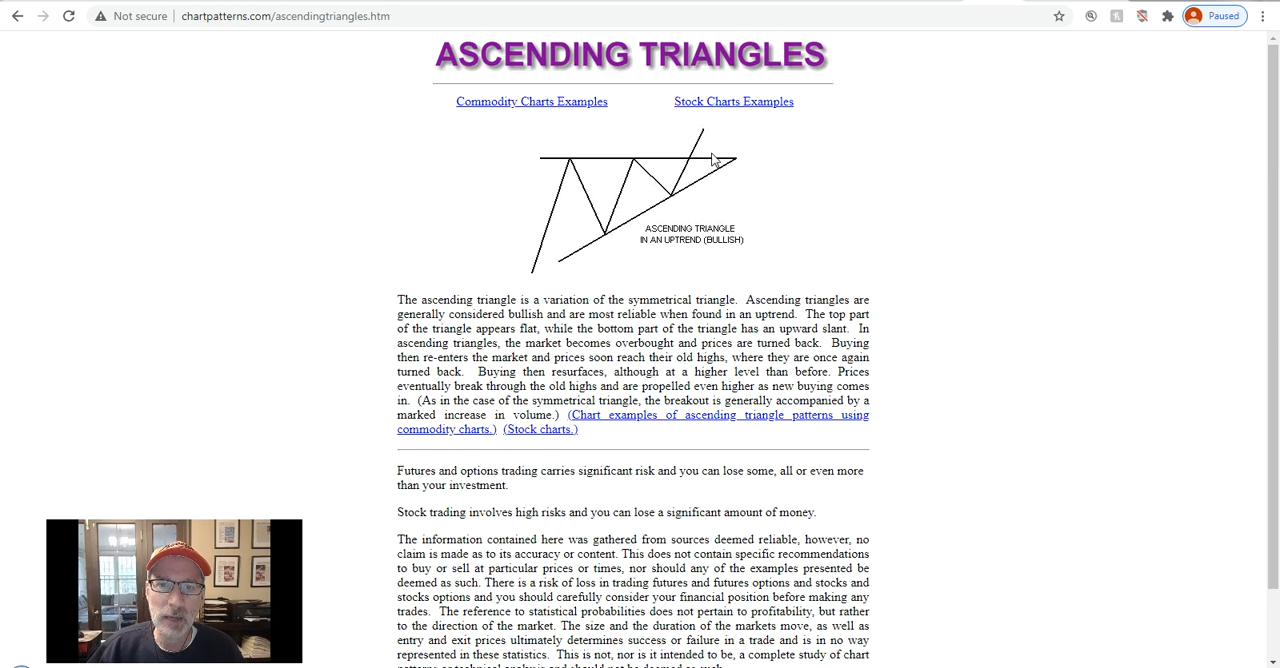 Not secure
chartpatterns.com/ascendingtriangles.htm
Paused
ASCENDING TRIANGLES
Commodity Charts Examples
Stock Charts Examples
ASCENDING TRIANGLE
IN AN UPTREND (BULLISH)
The ascending triangle is a variation of the symmetrical triangle. Ascending triangles are
generally considered bullish and are most reliable when found in an uptrend. The top part
of the triangle appears flat, while the bottom part of the triangle has an upward slant. In
ascending triangles, the market becomes overbought and prices are turned back. Buying
then re-enters the market and prices soon reach their old highs, where they are once again
turned back. Buying then resurfaces, although at a higher level than before. Prices
eventually break through the old highs and are propelled even higher as new buying comes
in. (As in the case of the symmetrical triangle, the breakout is generally accompanied by a
marked increase in volume.) (Chart examples of ascending triangle patterns using
commodity charts.) (Stock charts.)
Futures and options trading carries significant risk and you can lose some, all or even more
than your investment.
Stock trading involves high risks and you can lose a significant amount of money.
The information contained here was gathered from sources deemed reliable, however, no
claim is made as to its accuracy or content. This does not contain specific recommendations
to buy or sell at particular prices or times, nor should any of the examples presented be
deemed as such. There is a risk of loss in trading futures and futures options and stocks and
stocks options and you should carefully consider your financial position before making any
trades. The reference to statistical probabilities does not pertain to profitability, but rather
to the direction of the market. The size and the duration of the markets move, as well as
entry and exit prices ultimately determines success or failure in a trade and is in no way
represented in these statistics. This is not, nor is it intended to be, a complete study of chart